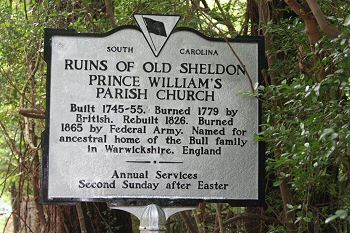 SOUTH CAROLINA
RUINS OF OLD SHELDON
PRINCE WILLIAM'S
PARISH CHURCH
Built 1745-55. Burned 1779 by
British. Rebuilt 1826. Burned
1865 by Federal Army. Named for
ancestral home of the Bull family
in Warwickshire, England
Annual Services
Second Sunday after Easter